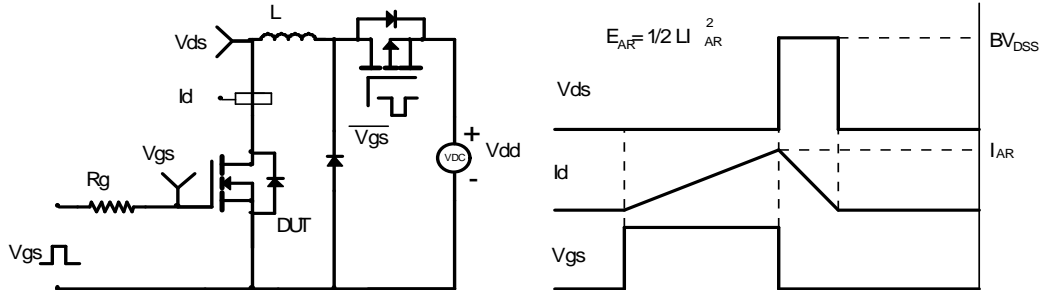 L
Vds
Id
Vgs
Rg
DUT
Vgs
Vgs
VDC
+
Vdd
-
E_AR = 1/2 LI²_AR
BV_DSS
Vds
I_AR
Id
Vgs